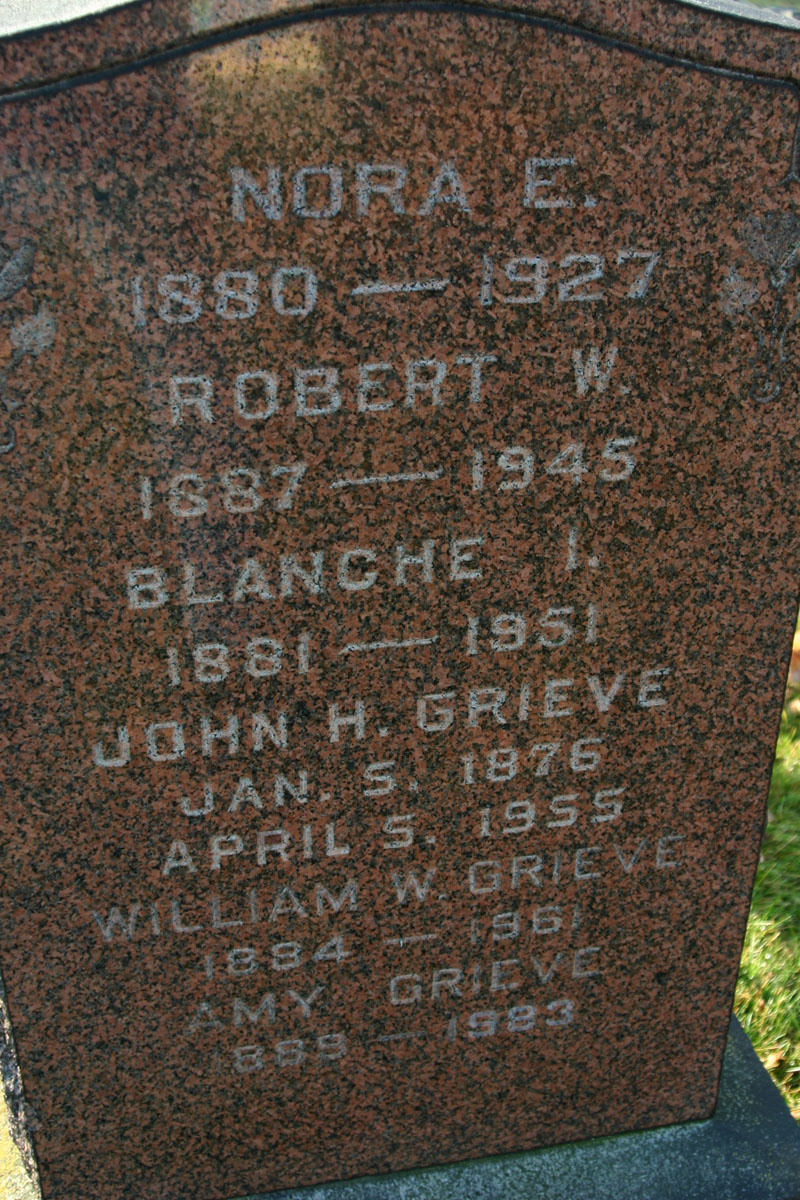 NORA E.
1880 — 1927
ROBERT W.
1887 — 1945
BLANCHE I.
1881 — 1951
JOHN H. GRIEVE
JAN. 5. 1876
APRIL 5. 1955
WILLIAM W. GRIEVE
1884 — 1961
AMY GRIEVE
1889 — 1983